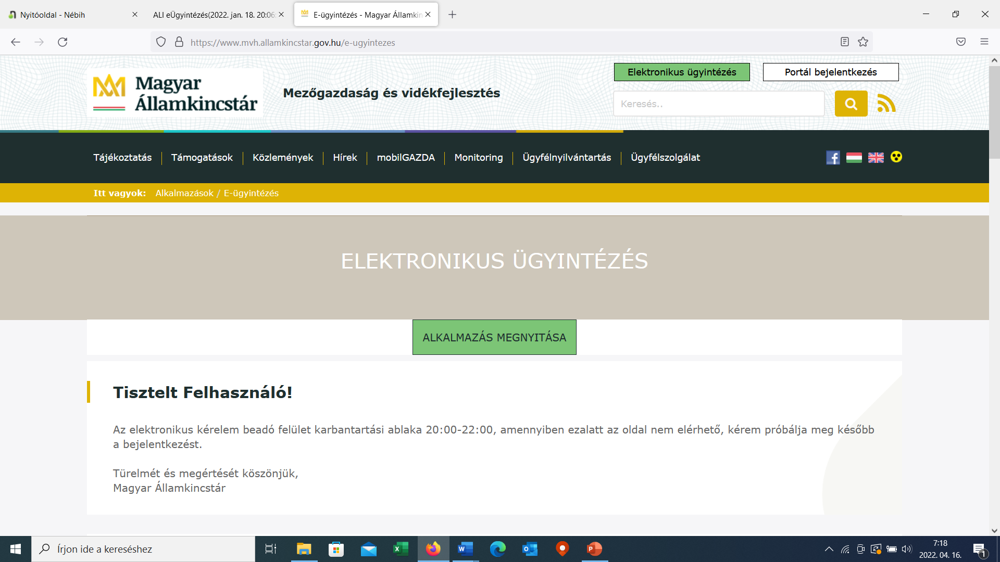 Nyitóoldal - Nébih
ALI eÜgyintézés(2022. jan. 18. 20:06:
E-ügyintézés - Magyar Államkin
https://www.mvh.allamkincstar.gov.hu/e-ugyintezes
Magyar
Államkincstár
Mezőgazdaság és vidékfejlesztés
Elektronikus ügyintézés
Portál bejelentkezés
Keresés..
Tájékoztatás
Támogatások
Közlemények
Hírek
mobilGAZDA
Monitoring
Ügyfélnyilvántartás
Ügyfélszolgálat
Itt vagyok: Alkalmazások / E-ügyintézés
ELEKTRONIKUS ÜGYINTÉZÉS
ALKALMAZÁS MEGNYITÁSA
Tisztelt Felhasználó!
Az elektronikus kérelem beadó felület karbantartási ablaka 20:00-22:00, amennyiben ezalatt az oldal nem elérhető, kérem próbálja meg később
a bejelentkezést.
Türelmét és megértését köszönjük,
Magyar Államkincstár
Írjon ide a kereséshez
7:18
2022. 04. 16.
1